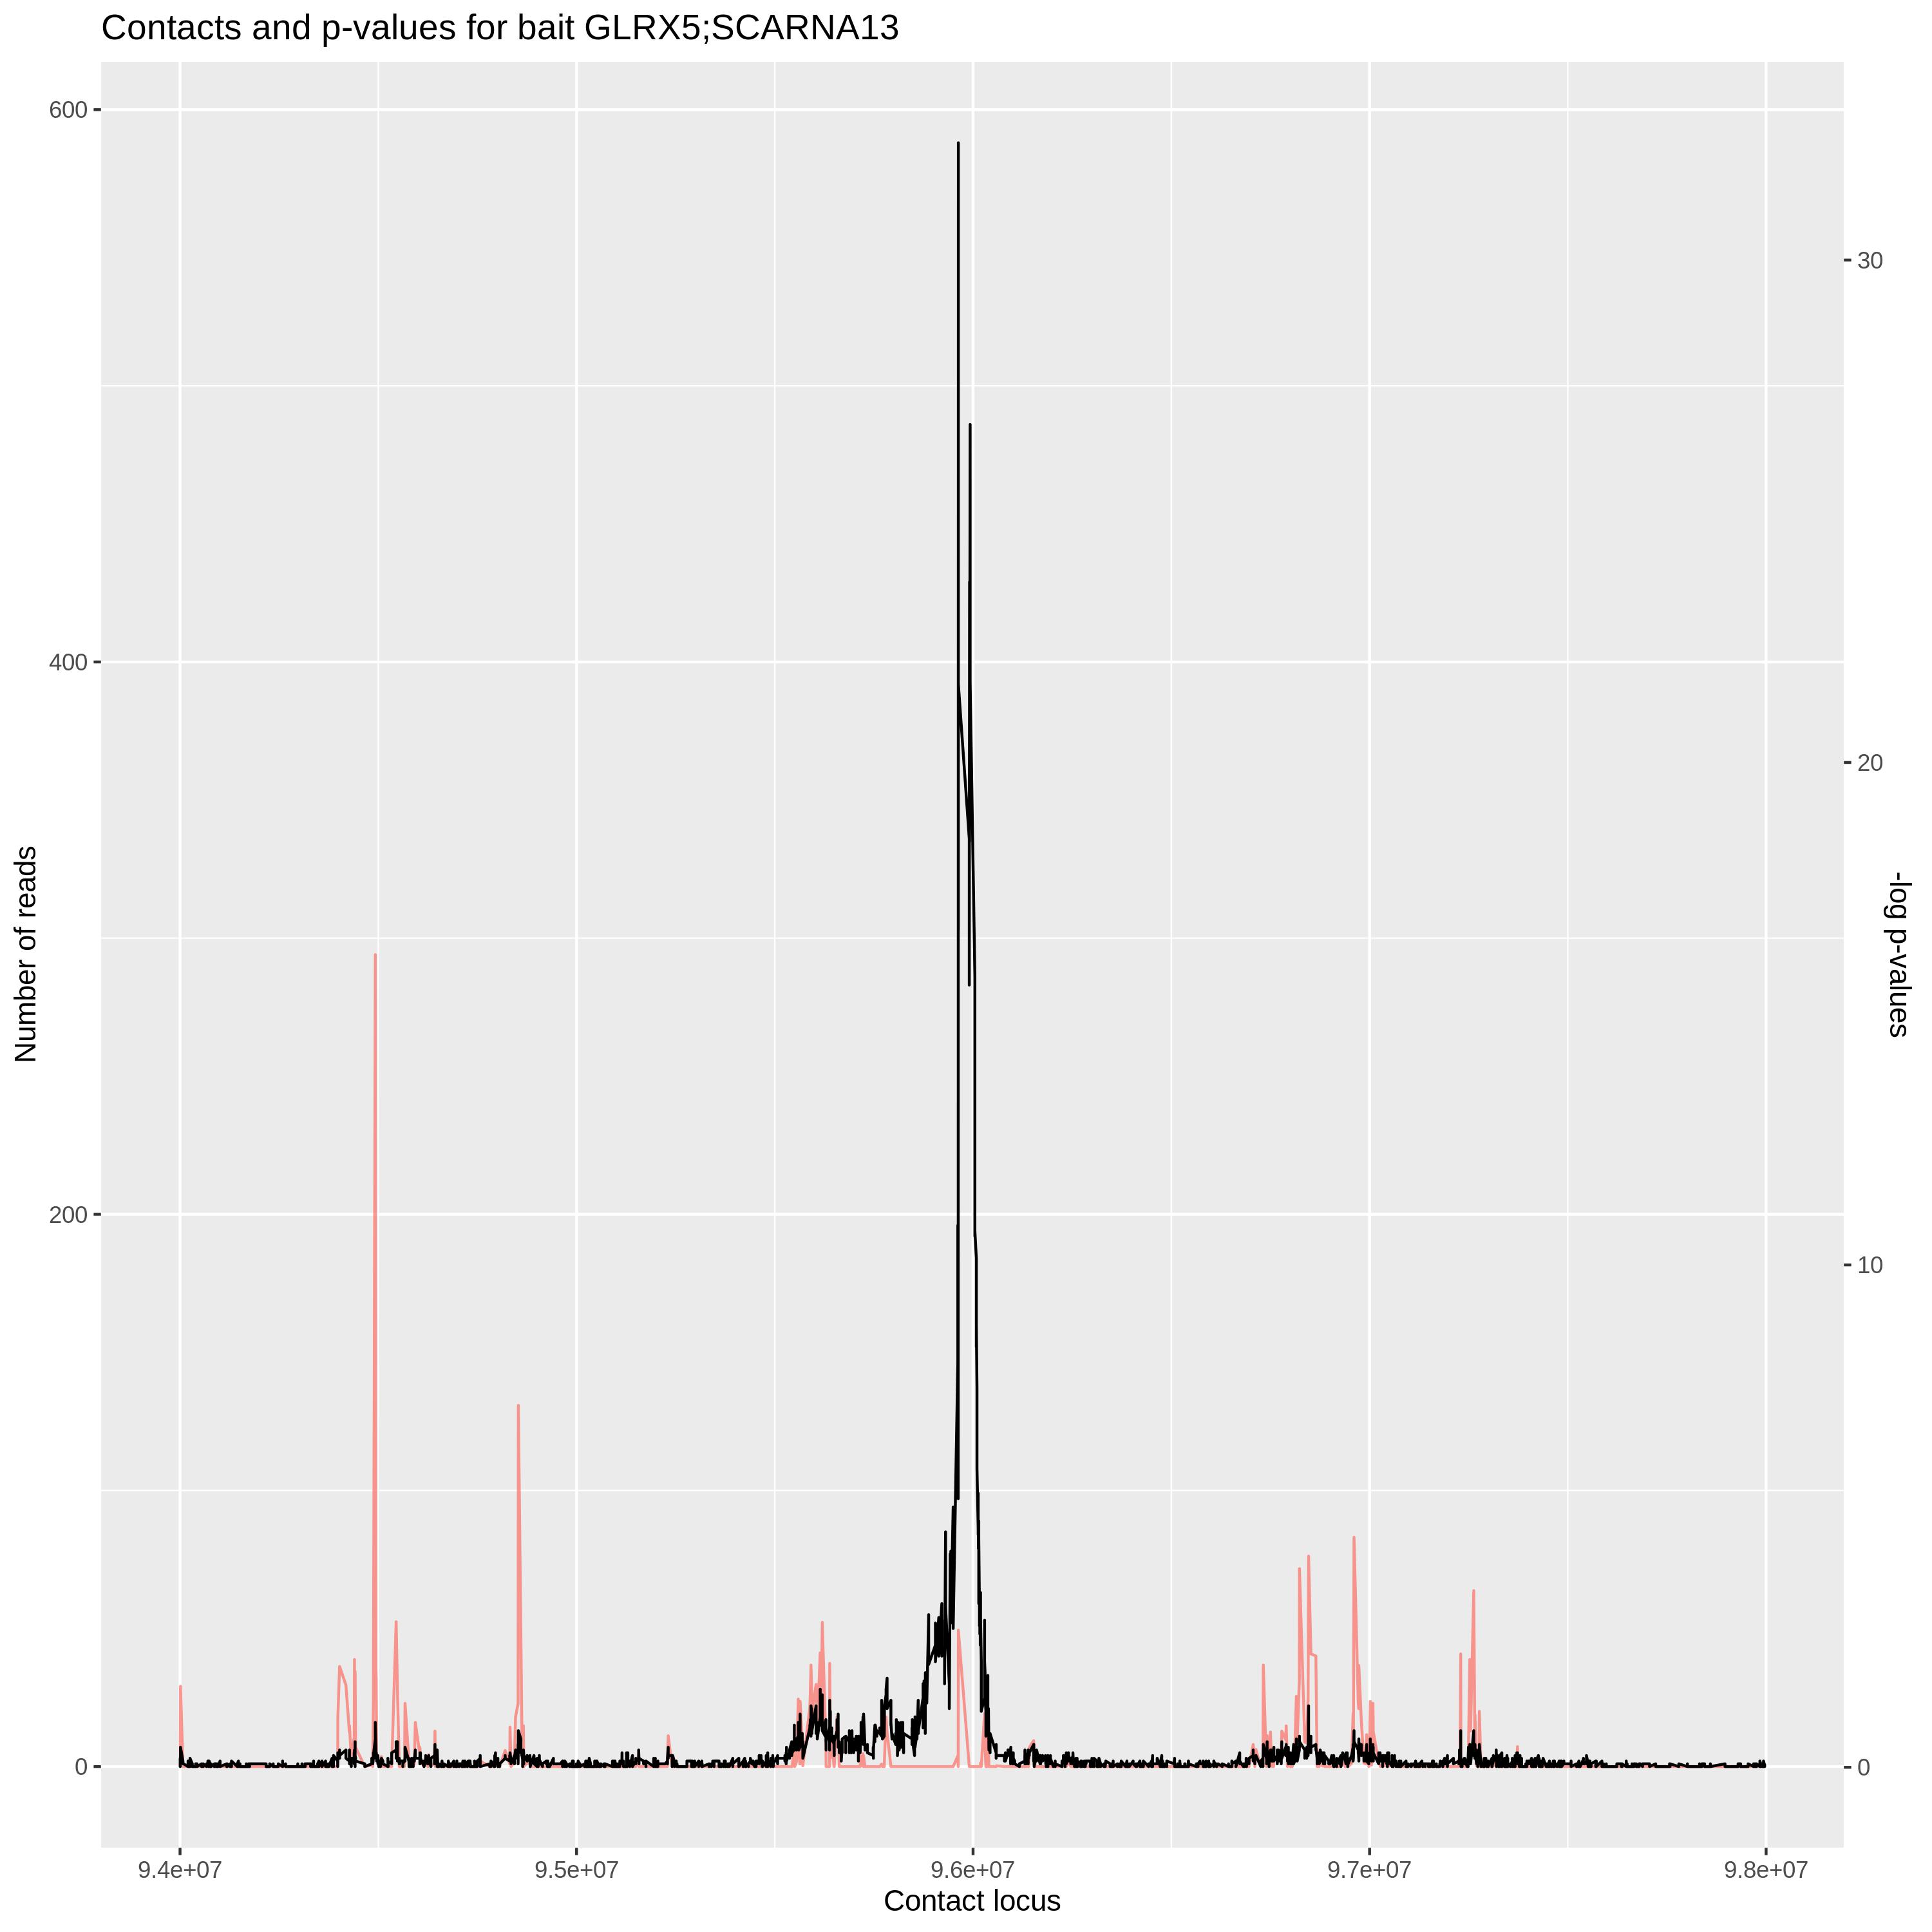 Contacts and p-values for bait GLRX5;SCARNA13
600
400
200
0
30
20
10
0
Number of reads
-log p-values
9.4e+07
9.5e+07
9.6e+07
9.7e+07
9.8e+07
Contact locus